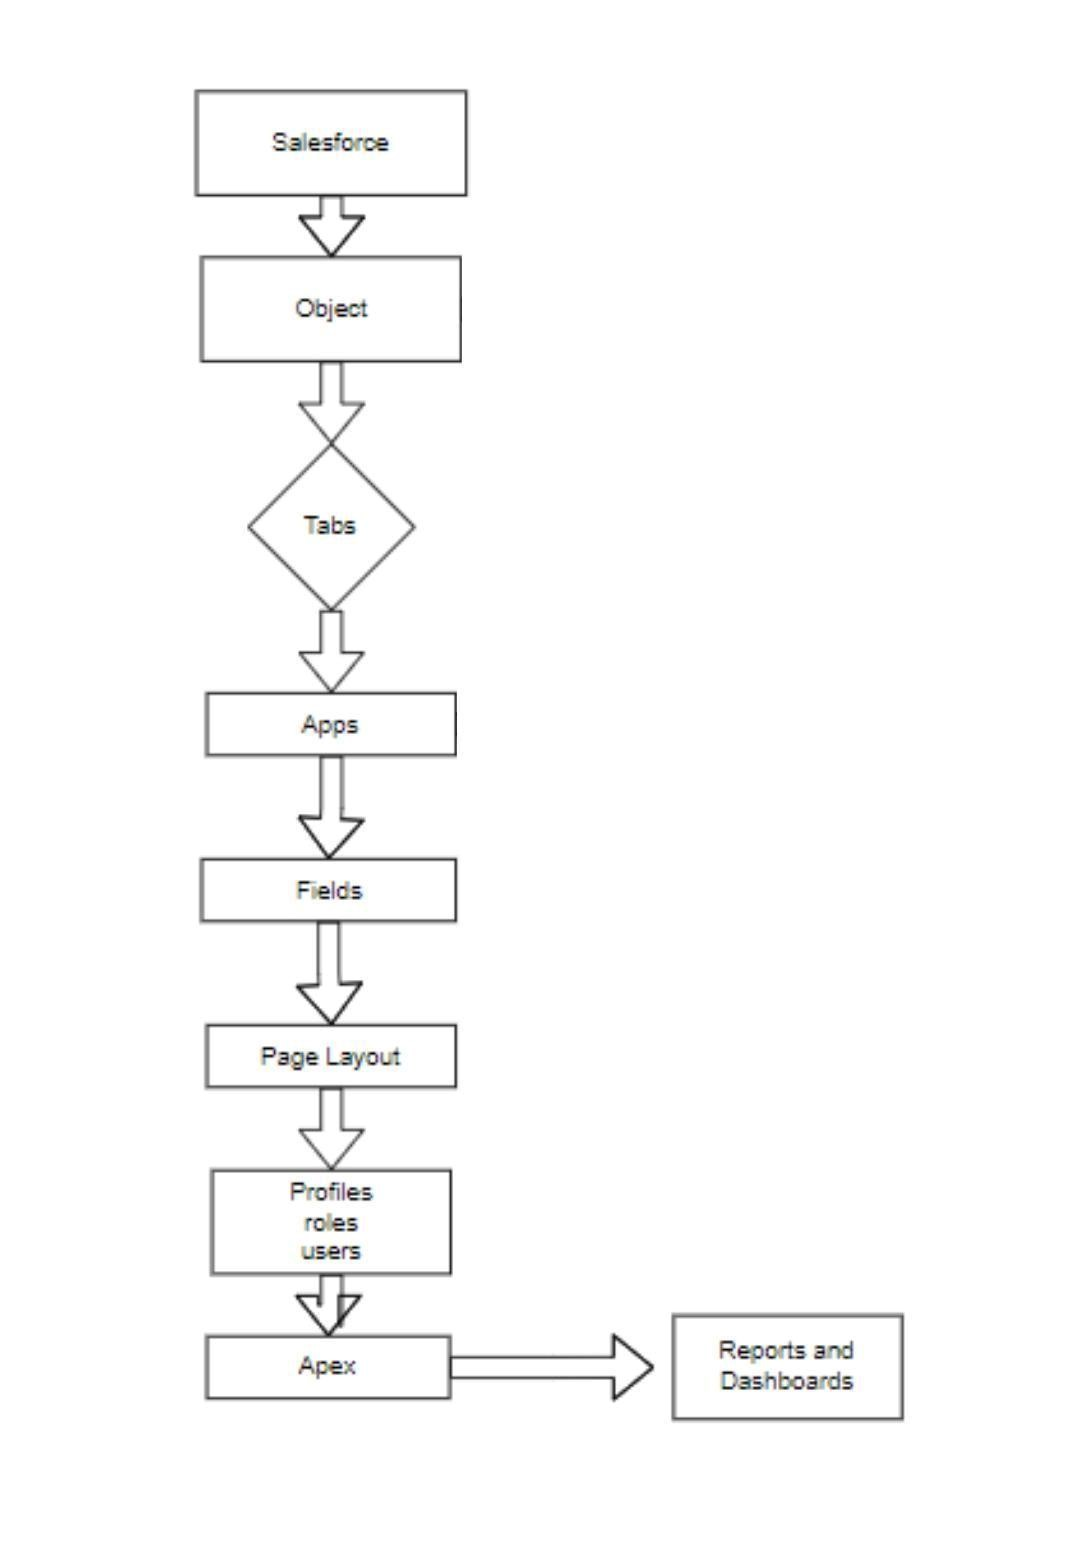 Salesforce
Object
Tabs
Apps
Fields
Page Layout
Profiles
roles
users
Apex
Reports and
Dashboards